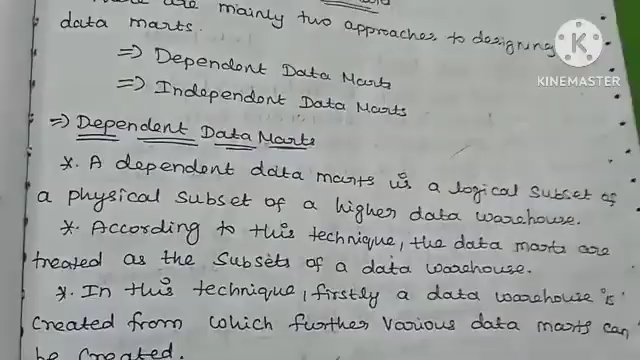 are mainly two approaches to designing
data marts.
=> Dependent Data Marts
=> Independent Data Marts
=> Dependent Data Marts
*. A dependent data marts is a logical subset of
a physical subset of a higher data warehouse.
*. According to this technique, the data marts are
treated as the subsets of a data warehouse.
*. In this technique, firstly a data warehouse is
created from which further various data marts can
be created.
K
KINEMASTER